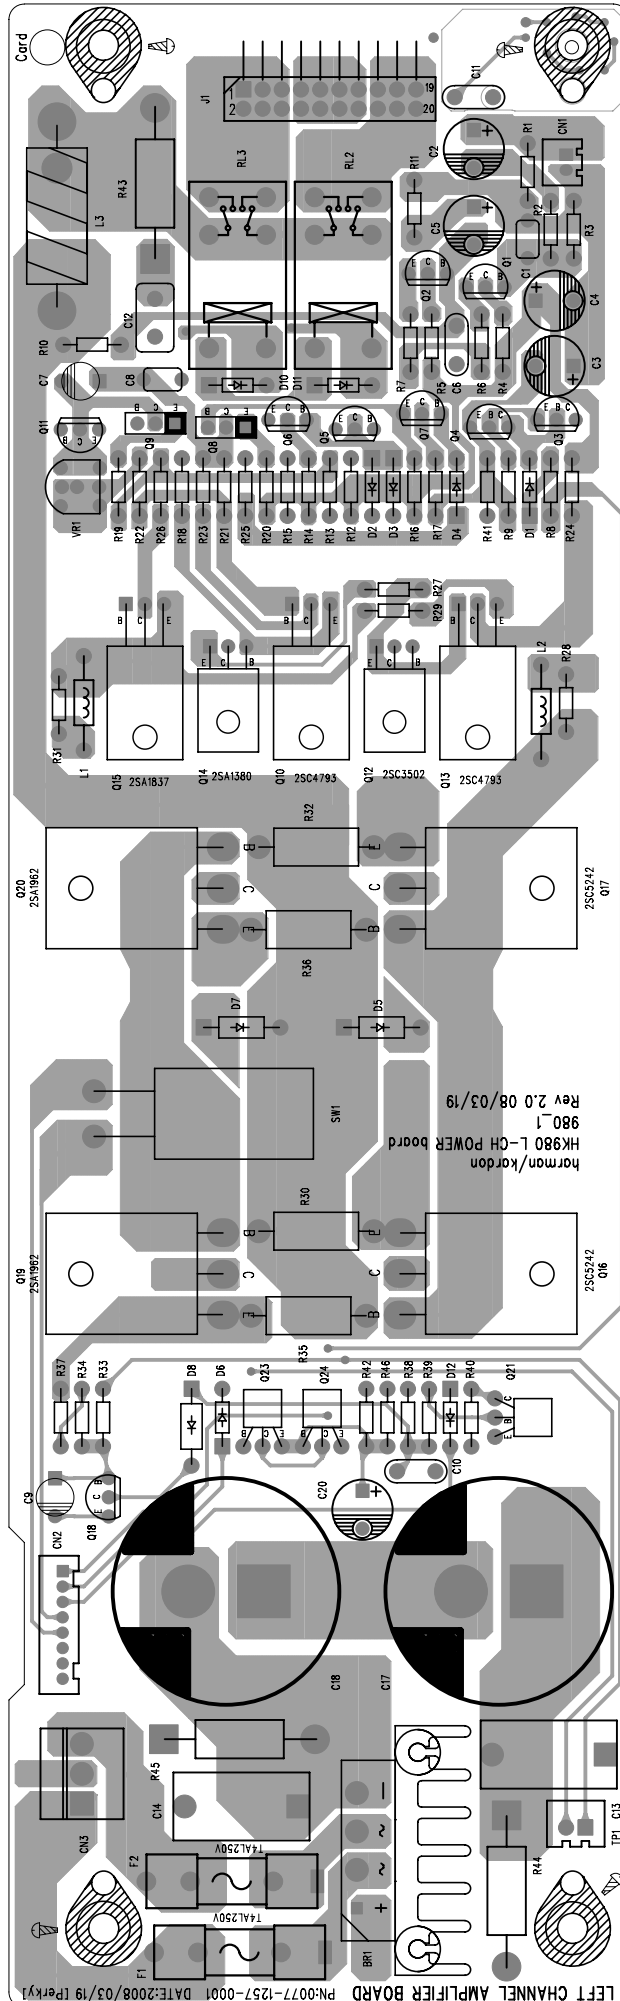 Card
J1
1
2
19
20
C11
CN1
R1
C2
R11
RL3
RL2
R43
L3
C5
R2
R3
Q1
C1
C4
E C B
Q2
E C B
C12
R10
R7
R5
C6
R6
R4
C3
C7
C8
D10
D11
Q11
B C E
Q9
B C E
Q8
B C E
Q6
E C B
Q5
E C B
Q7
E C B
Q4
E B C
Q3
E C B
VR1
R19
R22
R26
R18
R23
R21
R25
R20
R15
R14
R13
R12
D2
D3
R16
R17
D4
R41
R9
D1
R8
R24
R27
R29
B C E
B C E
B C E
E C B
E C B
L2
R28
R31
L1
Q15
2SA1837
Q14
2SA1380
Q10
2SC4793
Q12
2SC3502
Q13
2SC4793
R32
Q20
2SA1962
B
C
E
E
C
B
Q17
2SC5242
R36
D7
D5
SW1
Rev 2.0 08/03/19
980_1
HK980 L-CH POWER board
harman/kardon
R30
Q19
2SA1962
B
C
E
E
C
B
Q16
2SC5242
R35
R37
R34
R33
D8
D6
Q23
Q24
R42
R46
R38
R39
D12
R40
Q21
C
B
E
B C E
B C E
C9
Q18
B
C
E
C20
C10
CN2
C18
C17
R45
C14
CN3
T4AL250V
F2
T4AL250V
F1
BR1
R44
C13
TP1
PN:0077-1257-0001 DATE:2008/03/19 [Perky]
LEFT CHANNEL AMPLIFIER BOARD